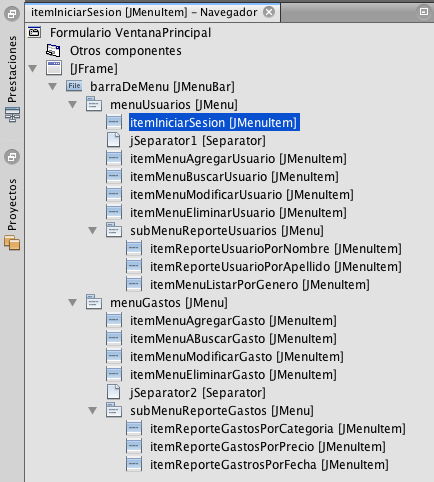 itemIniciarSesion [JMenuItem] – Navegador
Prestaciones
Proyectos
Formulario VentanaPrincipal
Otros componentes
[JFrame]
File
barraDeMenu [JMenuBar]
menuUsuarios [JMenu]
itemIniciarSesion [JMenuItem]
jSeparator1 [Separator]
itemMenuAgregarUsuario [JMenuItem]
itemMenuBuscarUsuario [JMenuItem]
itemMenuModificarUsuario [JMenuItem]
itemMenuEliminarUsuario [JMenuItem]
subMenuReporteUsuarios [JMenu]
itemReporteUsuarioPorNombre [JMenuItem]
itemReporteUsuarioPorApellido [JMenuItem]
itemMenuListarPorGenero [JMenuItem]
menuGastos [JMenu]
itemMenuAgregarGasto [JMenuItem]
itemMenuABuscarGasto [JMenuItem]
itemMenuModificarGasto [JMenuItem]
itemMenuEliminarGasto [JMenuItem]
jSeparator2 [Separator]
subMenuReporteGastos [JMenu]
itemReporteGastosPorCategoria [JMenuItem]
itemReporteGastosPorPrecio [JMenuItem]
itemReporteGastrosPorFecha [JMenuItem]